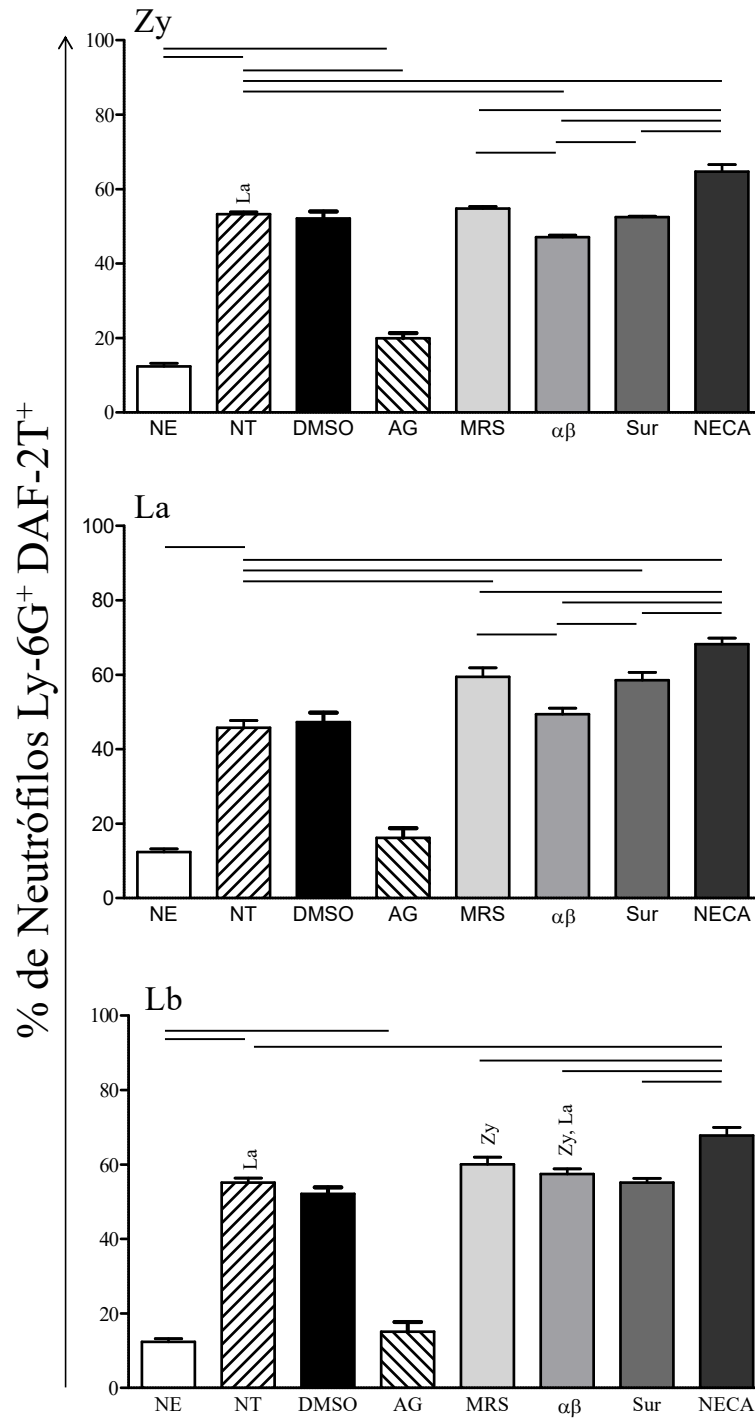 % de Neutrófilos Ly-6G⁺ DAF-2T⁺
Zy
100
80
60
40
20
0
La
NE NT DMSO AG MRS αβ Sur NECA
La
100
80
60
40
20
0
NE NT DMSO AG MRS αβ Sur NECA
Lb
100
80
60
40
20
0
La
Zy
Zy, La
NE NT DMSO AG MRS αβ Sur NECA